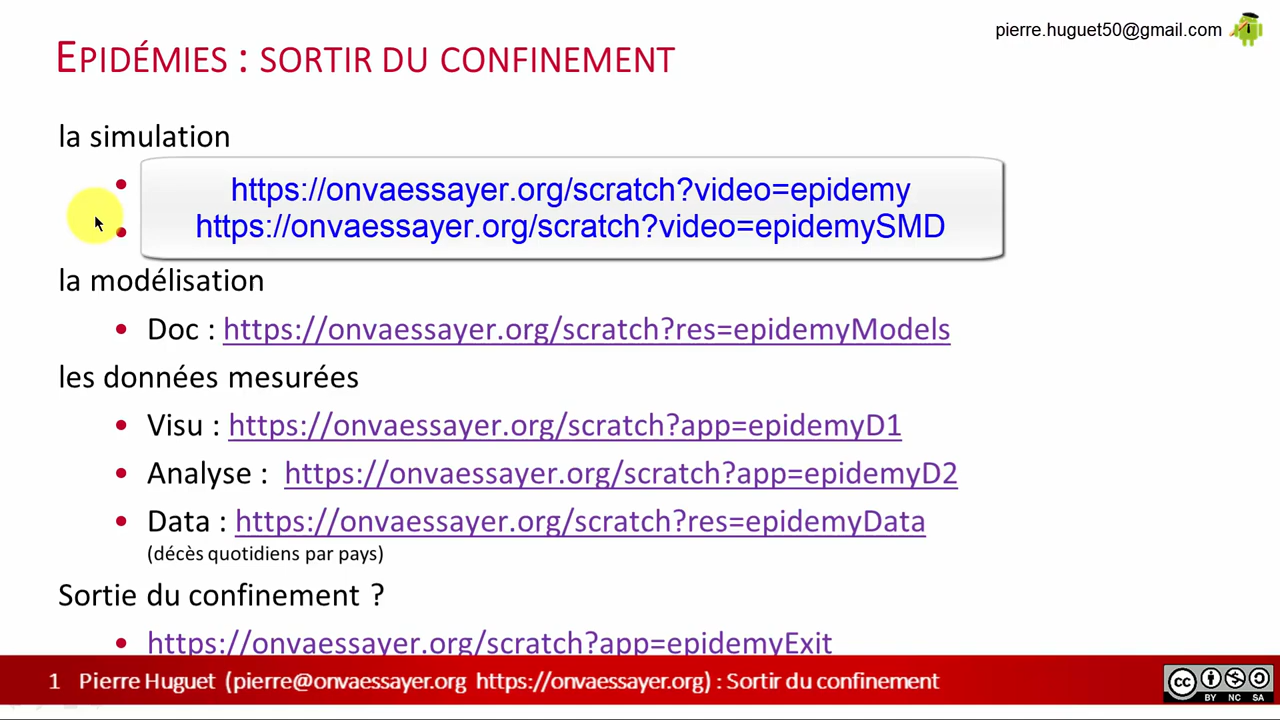 pierre.huguet50@gmail.com
EPIDÉMIES : SORTIR DU CONFINEMENT
la simulation
https://onvaessayer.org/scratch?video=epidemy
https://onvaessayer.org/scratch?video=epidemySMD
la modélisation
• Doc : https://onvaessayer.org/scratch?res=epidemyModels
les données mesurées
• Visu : https://onvaessayer.org/scratch?app=epidemyD1
• Analyse : https://onvaessayer.org/scratch?app=epidemyD2
• Data : https://onvaessayer.org/scratch?res=epidemyData
(décès quotidiens par pays)
Sortie du confinement ?
• https://onvaessayer.org/scratch?app=epidemyExit
1 Pierre Huguet (pierre@onvaessayer.org https://onvaessayer.org) : Sortir du confinement
cc BY NC SA